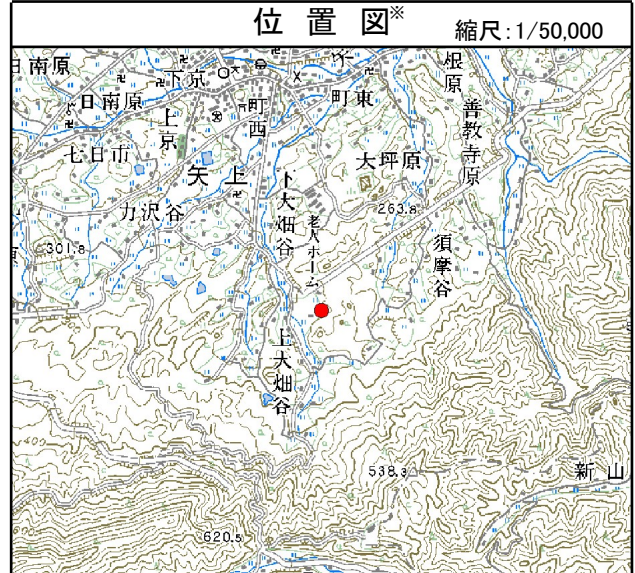 位置図※
縮尺:1/50,000
日南原
下京
日南原
上京
七日市
町西
町東
根原
善教寺原
大坪原
矢上
下大畑谷
老人ホーム
263.8
力沢谷
301.8
須摩谷
上大畑谷
538.3
新山
620.5